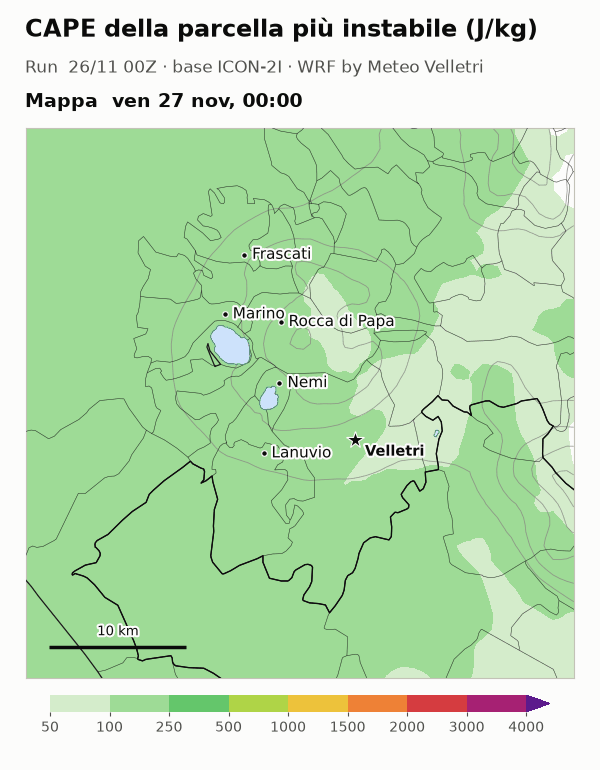 CAPE della parcella più instabile (J/kg)
Run  26/11 00Z · base ICON-2I · WRF by Meteo Velletri
Mappa  ven 27 nov, 00:00
Frascati
Marino
Rocca di Papa
Nemi
Velletri
Lanuvio
10 km
50 100 250 500 1000 1500 2000 3000 4000